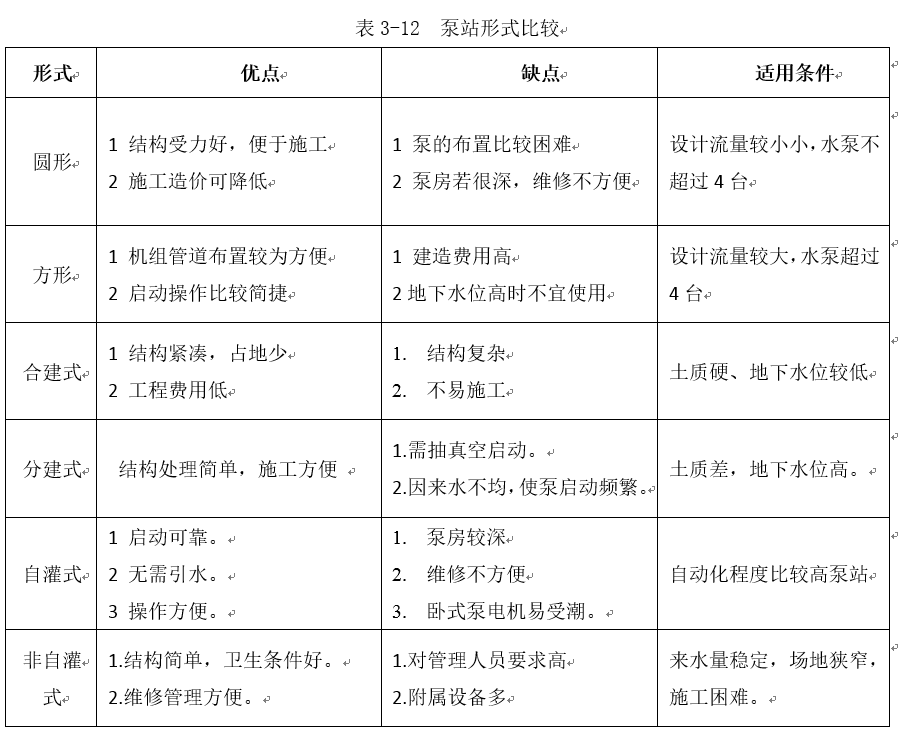 表 3-12 泵站形式比较
形式 优点 缺点 适用条件
圆形
1 结构受力好，便于施工
2 施工造价可降低
1 泵的布置比较困难
2 泵房若很深，维修不方便
设计流量较小小，水泵不
超过 4 台
方形
1 机组管道布置较为方便
2 启动操作比较简捷
1 建造费用高
2地下水位高时不宜使用
设计流量较大，水泵超过
4 台
合建式
1 结构紧凑，占地少
2 工程费用低
1. 结构复杂
2. 不易施工
土质硬、地下水位较低
分建式
结构处理简单，施工方便
1.需抽真空启动。
2.因来水不均，使泵启动频繁。
土质差，地下水位高。
自灌式
1 启动可靠。
2 无需引水。
3 操作方便。
1. 泵房较深
2. 维修不方便
3. 卧式泵电机易受潮。
自动化程度比较高泵站
非自灌
式
1.结构简单，卫生条件好。
2.维修管理方便。
1.对管理人员要求高
2.附属设备多
来水量稳定，场地狭窄，
施工困难。